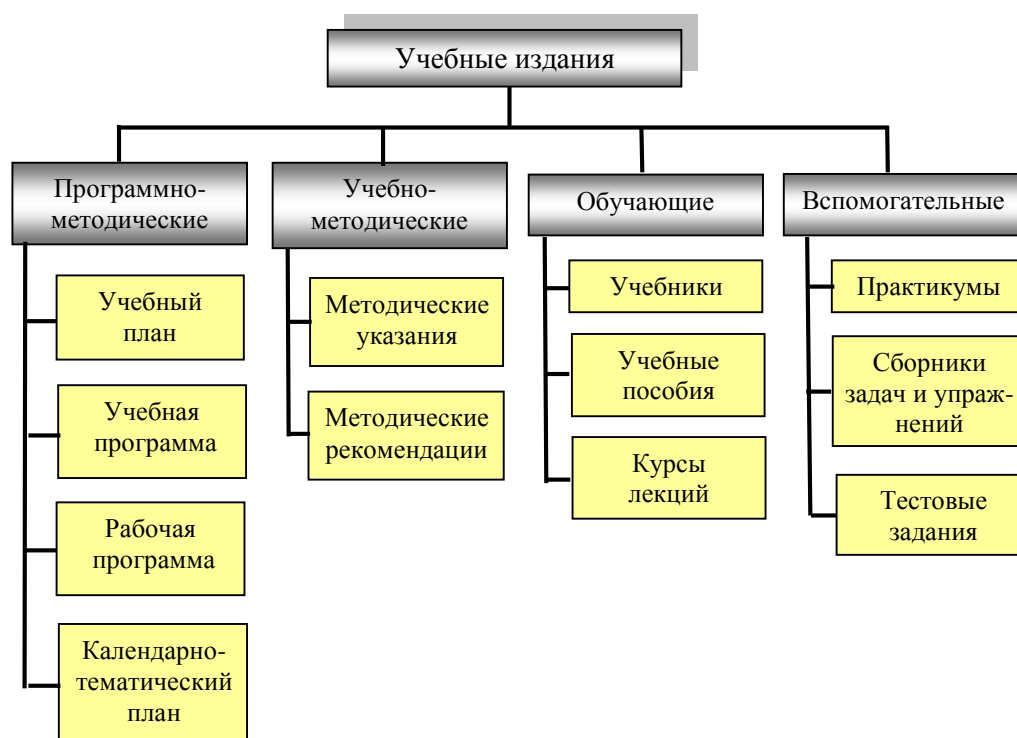 Учебные издания
Программно-
методические
Учебно-
методические
Обучающие
Вспомогательные
Учебный
план
Учебная
программа
Рабочая
программа
Календарно-
тематический
план
Методические
указания
Методические
рекомендации
Учебники
Учебные
пособия
Курсы
лекций
Практикумы
Сборники
задач и упраж-
нений
Тестовые
задания